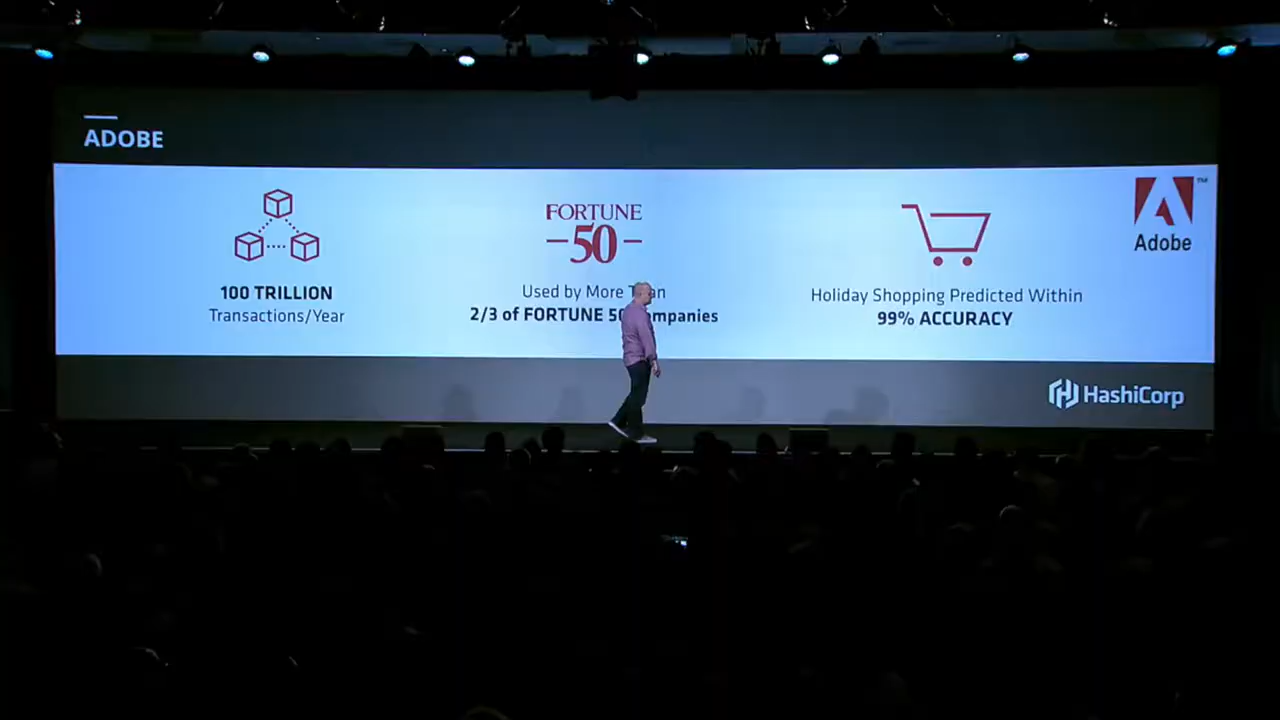 ADOBE
FORTUNE
50
100 TRILLION
Transactions/Year
Used by More
2/3 of FORTUNE
Holiday Shopping Predicted Within
99% ACCURACY
Adobe
TM
HashiCorp